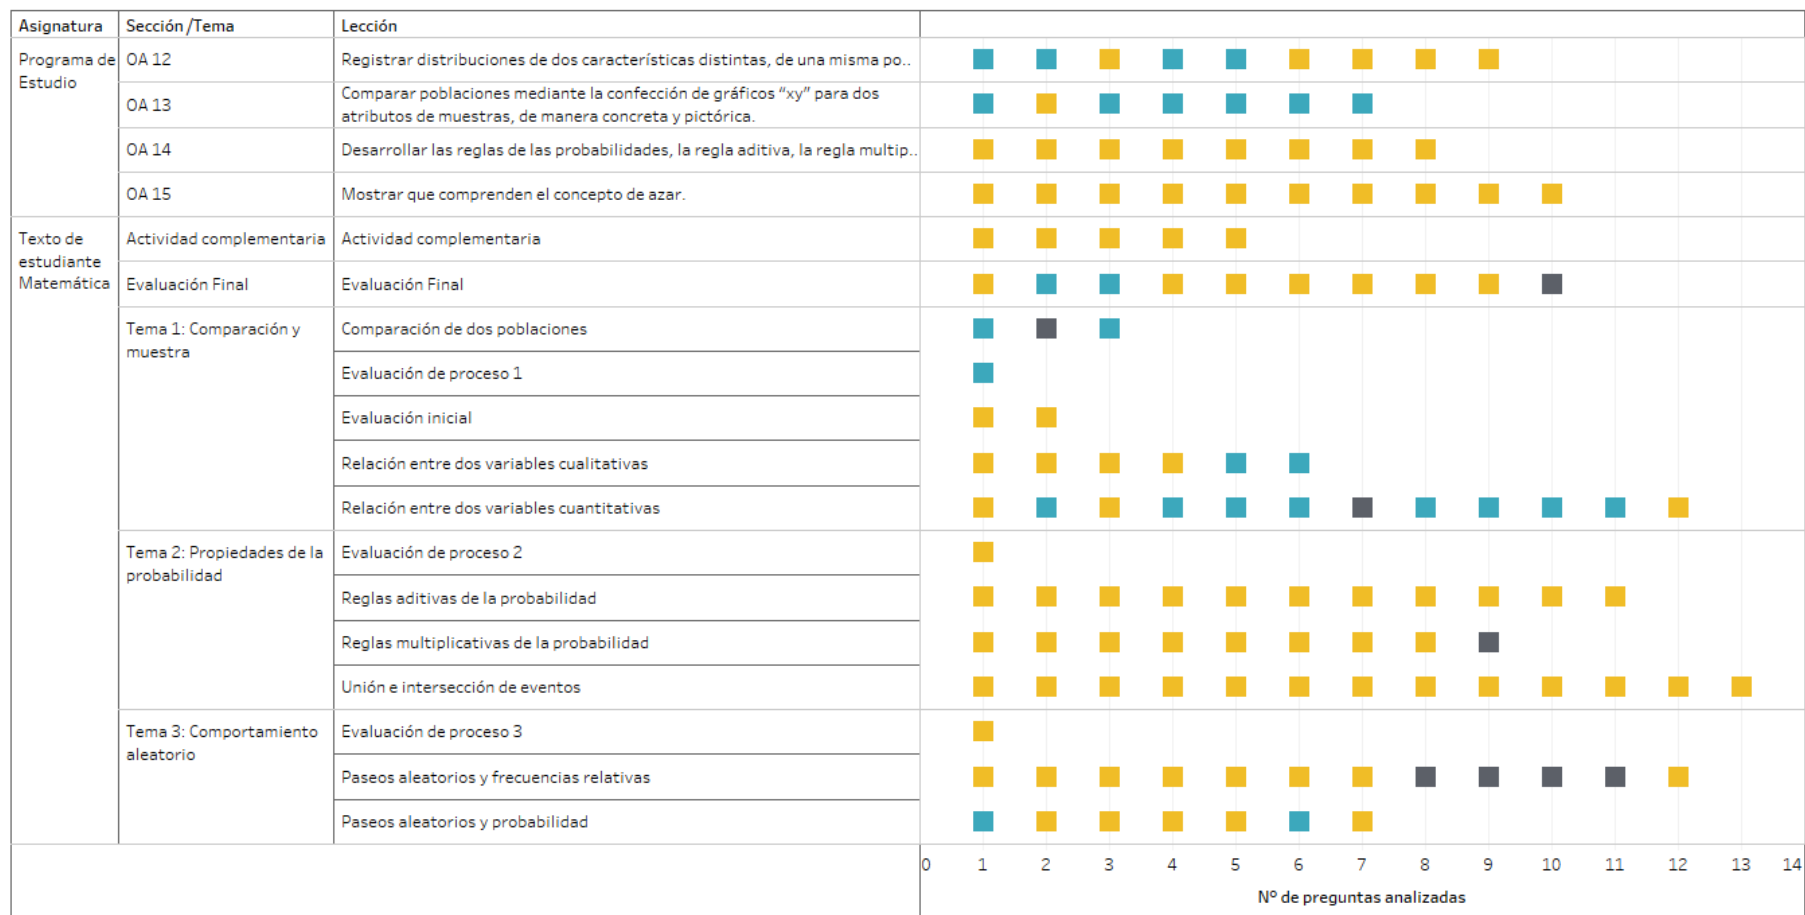 Asignatura Sección /Tema Lección
Programa de Estudio OA 12 Registrar distribuciones de dos características distintas, de una misma po..
OA 13 Comparar poblaciones mediante la confección de gráficos “xy” para dos
atributos de muestras, de manera concreta y pictórica.
OA 14 Desarrollar las reglas de las probabilidades, la regla aditiva, la regla multip..
OA 15 Mostrar que comprenden el concepto de azar.
Texto de
estudiante
Matemática
Actividad complementaria Actividad complementaria
Evaluación Final Evaluación Final
Tema 1: Comparación y
muestra
Comparación de dos poblaciones
Evaluación de proceso 1
Evaluación inicial
Relación entre dos variables cualitativas
Relación entre dos variables cuantitativas
Tema 2: Propiedades de la
probabilidad
Evaluación de proceso 2
Reglas aditivas de la probabilidad
Reglas multiplicativas de la probabilidad
Unión e intersección de eventos
Tema 3: Comportamiento
aleatorio
Evaluación de proceso 3
Paseos aleatorios y frecuencias relativas
Paseos aleatorios y probabilidad
0 1 2 3 4 5 6 7 8 9 10 11 12 13 14
Nº de preguntas analizadas